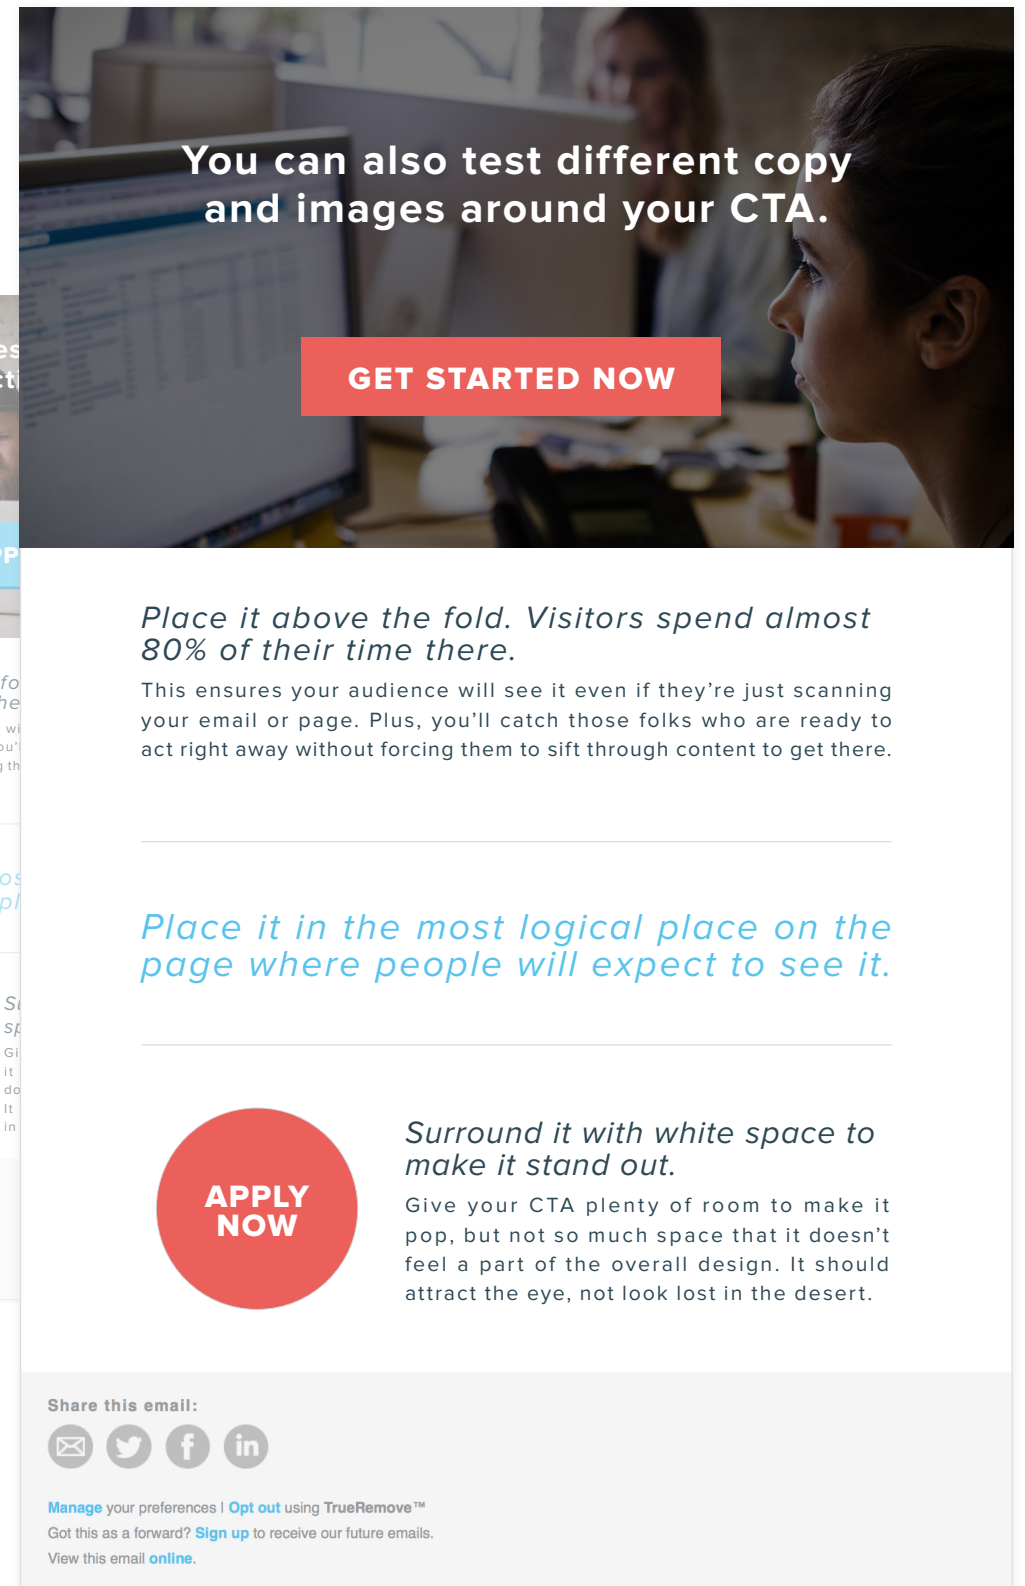 You can also test different copy
and images around your CTA.
GET STARTED NOW
Place it above the fold. Visitors spend almost
80% of their time there.
This ensures your audience will see it even if they're just scanning
your email or page. Plus, you'll catch those folks who are ready to
act right away without forcing them to sift through content to get there.
Place it in the most logical place on the
page where people will expect to see it.
APPLY
NOW
Surround it with white space to
make it stand out.
Give your CTA plenty of room to make it
pop, but not so much space that it doesn't
feel a part of the overall design. It should
attract the eye, not look lost in the desert.
Share this email:
in
Manage your preferences | Opt out using TrueRemove™
Got this as a forward? Sign up to receive our future emails.
View this email online.